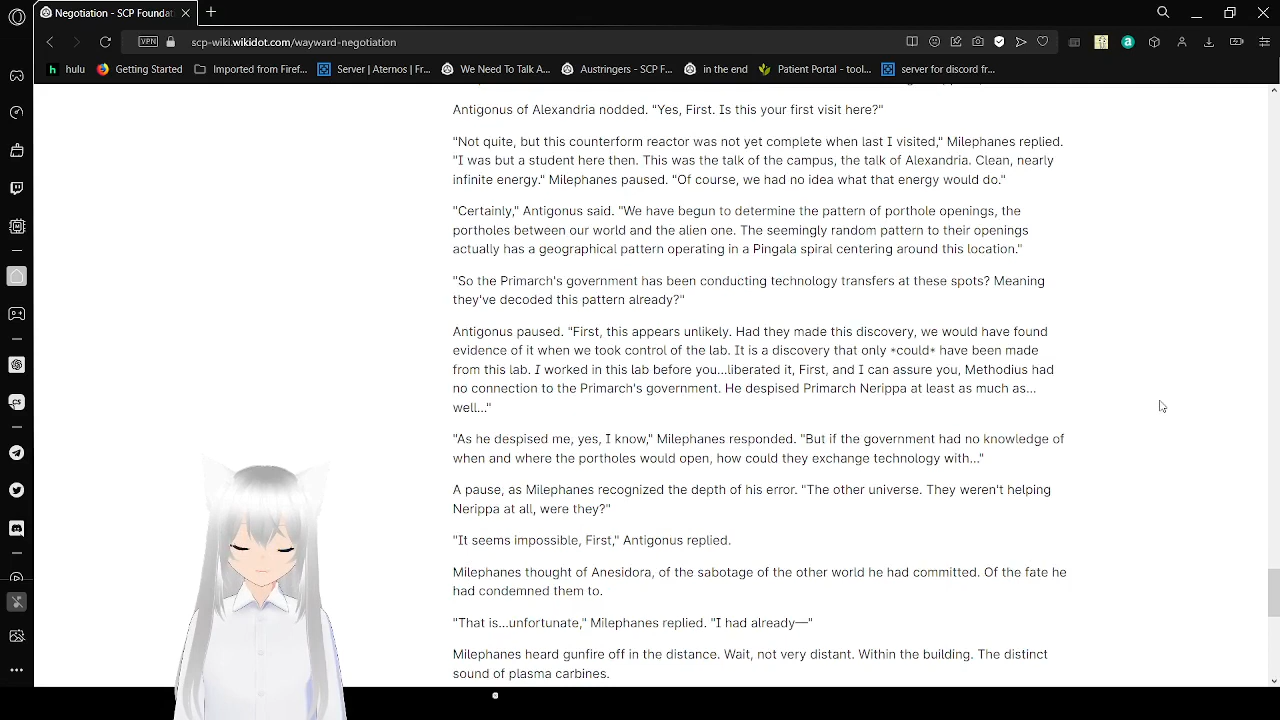 Negotiation - SCP Foundat
scp-wiki.wikidot.com/wayward-negotiation
VPN
hulu
Getting Started
Imported from Firef...
Server | Aternos | Fr...
We Need To Talk A...
Austringers - SCP F...
in the end
Patient Portal - tool...
server for discord fr...
Antigonus of Alexandria nodded. "Yes, First. Is this your first visit here?"
"Not quite, but this counterform reactor was not yet complete when last I visited," Milephanes replied.
"I was but a student here then. This was the talk of the campus, the talk of Alexandria. Clean, nearly
infinite energy." Milephanes paused. "Of course, we had no idea what that energy would do."
"Certainly," Antigonus said. "We have begun to determine the pattern of porthole openings, the
portholes between our world and the alien one. The seemingly random pattern to their openings
actually has a geographical pattern operating in a Pingala spiral centering around this location."
"So the Primarch's government has been conducting technology transfers at these spots? Meaning
they've decoded this pattern already?"
Antigonus paused. "First, this appears unlikely. Had they made this discovery, we would have found
evidence of it when we took control of the lab. It is a discovery that only *could* have been made
from this lab. I worked in this lab before you...liberated it, First, and I can assure you, Methodius had
no connection to the Primarch's government. He despised Primarch Nerippa at least as much as...
well..."
"As he despised me, yes, I know," Milephanes responded. "But if the government had no knowledge of
when and where the portholes would open, how could they exchange technology with..."
A pause, as Milephanes recognized the depth of his error. "The other universe. They weren't helping
Nerippa at all, were they?"
"It seems impossible, First," Antigonus replied.
Milephanes thought of Anesidora, of the sabotage of the other world he had committed. Of the fate he
had condemned them to.
"That is...unfortunate," Milephanes replied. "I had already—"
Milephanes heard gunfire off in the distance. Wait, not very distant. Within the building. The distinct
sound of plasma carbines.